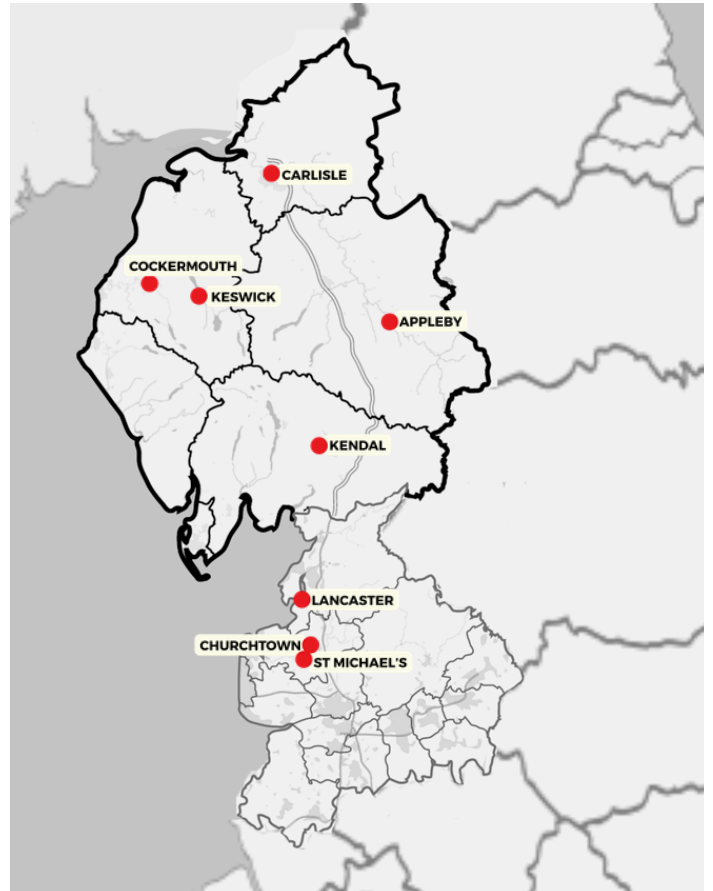 CARLISLE
COCKERMOUTH
KESWICK
APPLEBY
KENDAL
LANCASTER
CHURCHTOWN
ST MICHAEL'S